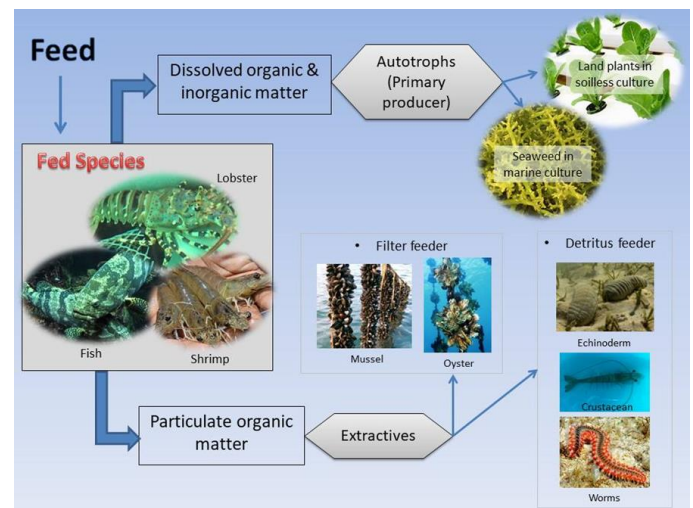 Feed
Dissolved organic &
inorganic matter
Autotrophs
(Primary
producer)
Land plants in
soilless culture
Seaweed in
marine culture
Fed Species
Lobster
Fish
Shrimp
• Filter feeder
Mussel
Oyster
• Detritus feeder
Echinoderm
Crustacean
Worms
Particulate organic
matter
Extractives